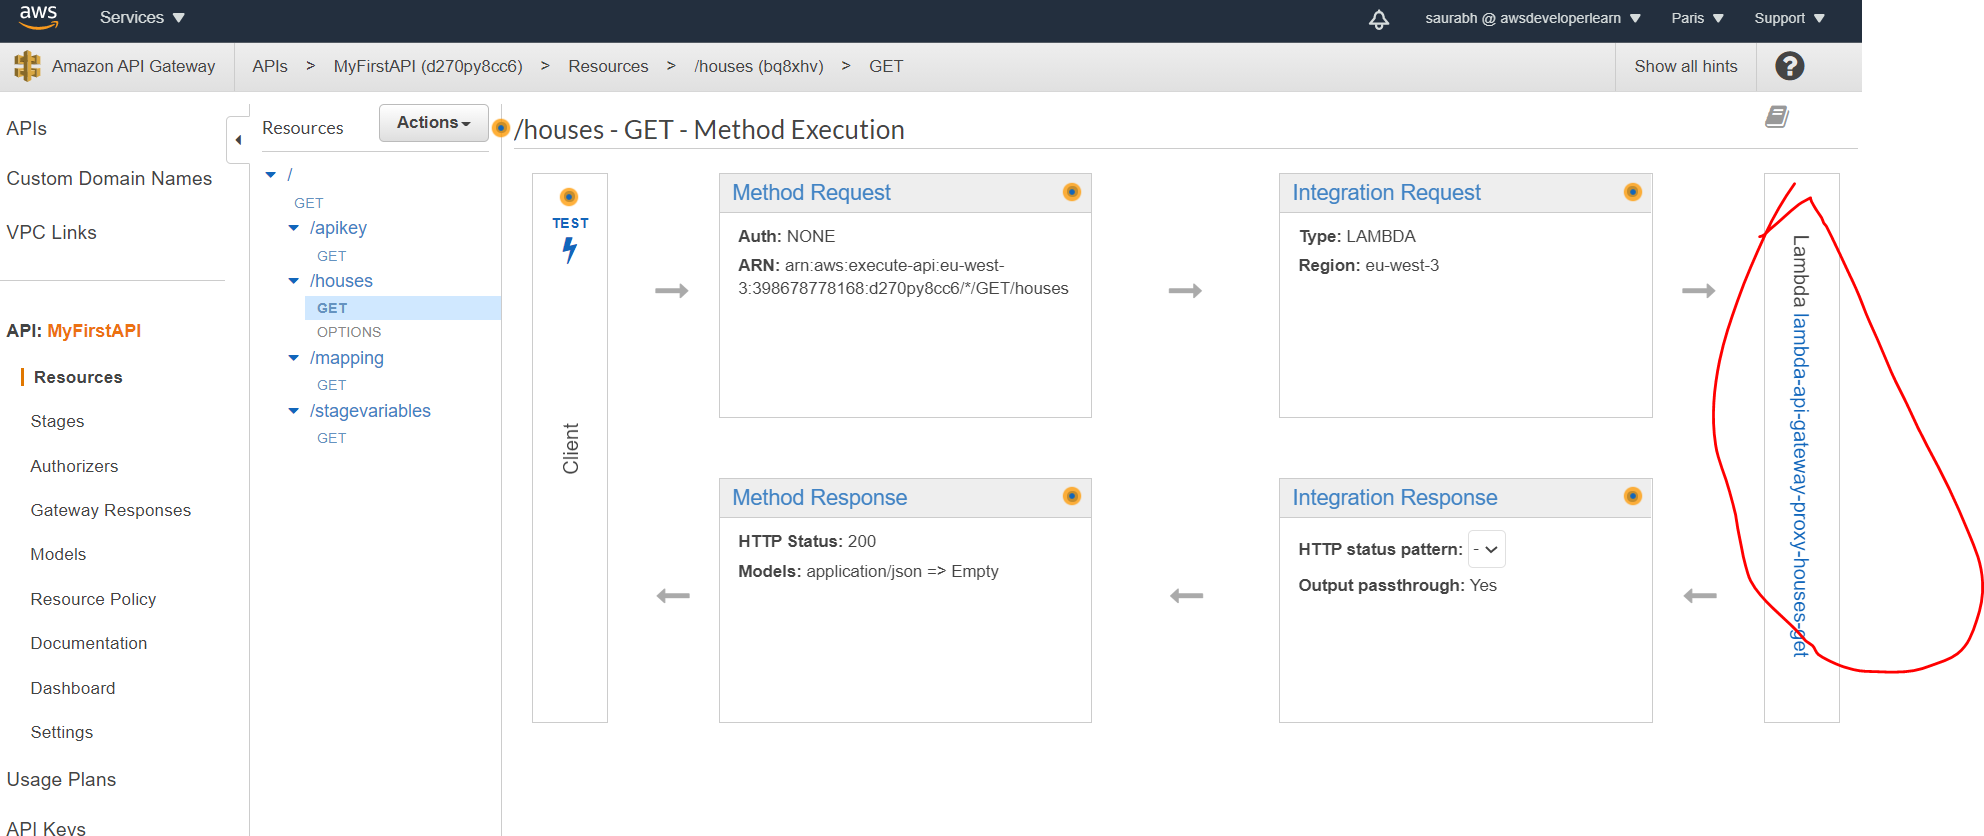 aws
Services
saurabh @ awsdeveloperlearn
Paris
Support
Amazon API Gateway
APIs > MyFirstAPI (d270py8cc6) > Resources > /houses (bq8xhv) > GET
Show all hints
?
APIs
Custom Domain Names
VPC Links
API: MyFirstAPI
Resources
Stages
Authorizers
Gateway Responses
Models
Resource Policy
Documentation
Dashboard
Settings
Usage Plans
API Keys
Resources
Actions
/
GET
/apikey
GET
/houses
GET
OPTIONS
/mapping
GET
/stagevariables
GET
/houses - GET - Method Execution
TEST
Client
Method Request
Auth: NONE
ARN: arn:aws:execute-api:eu-west-
3:398678778168:d270py8cc6/*/GET/houses
Integration Request
Type: LAMBDA
Region: eu-west-3
Lambda lambda-api-gateway-proxy-houses-get
Method Response
HTTP Status: 200
Models: application/json => Empty
Integration Response
HTTP status pattern: -
Output passthrough: Yes